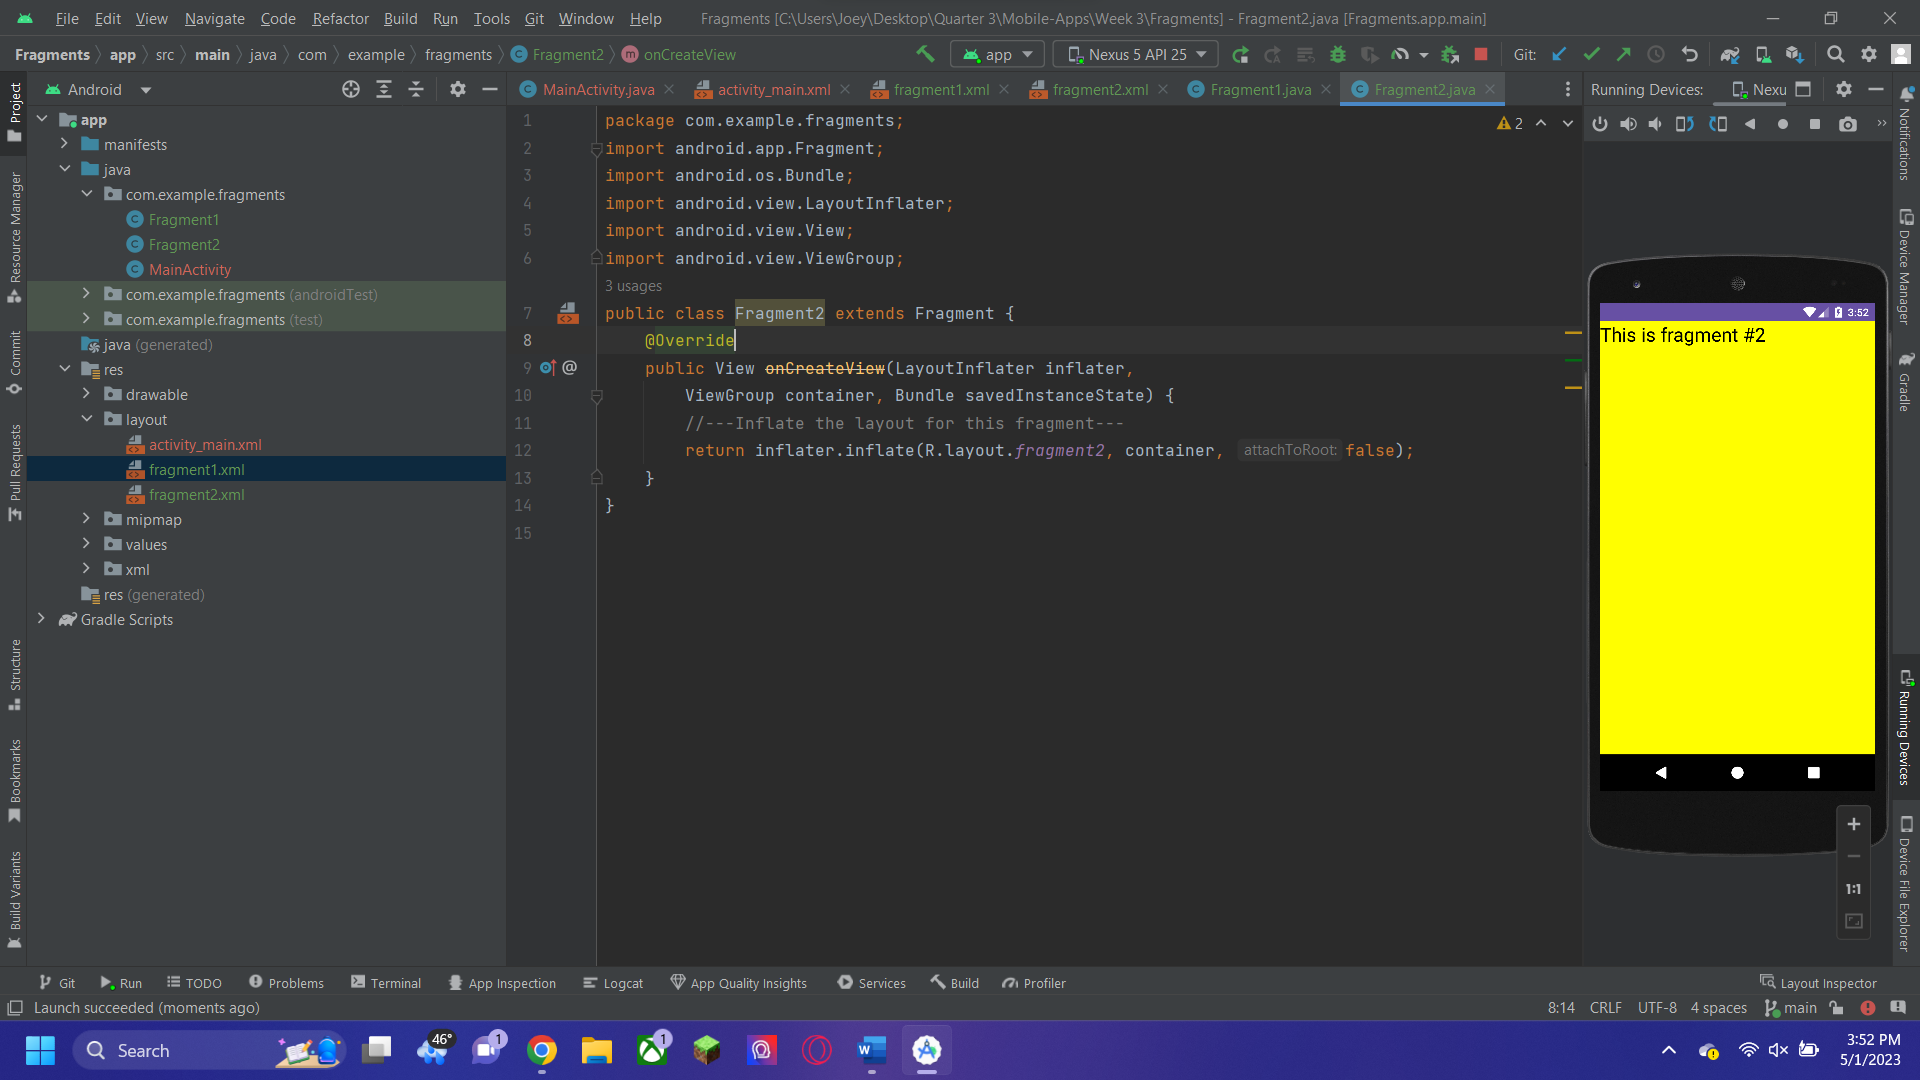 File Edit View Navigate Code Refactor Build Run Tools Git Window Help Fragments [C:\Users\Joey\Desktop\Quarter 3\Mobile-Apps\Week 3\Fragments] - Fragment2.java [Fragments.app.main]
Fragments app src main java com example fragments Fragment2 onCreateView app Nexus 5 API 25 Git:
Android
MainActivity.java activity_main.xml fragment1.xml fragment2.xml Fragment1.java Fragment2.java
Running Devices: Nexu
app
manifests
java
com.example.fragments
Fragment1
Fragment2
MainActivity
com.example.fragments (androidTest)
com.example.fragments (test)
java (generated)
res
drawable
layout
activity_main.xml
fragment1.xml
fragment2.xml
mipmap
values
xml
res (generated)
Gradle Scripts
1 package com.example.fragments;
2 import android.app.Fragment;
3 import android.os.Bundle;
4 import android.view.LayoutInflater;
5 import android.view.View;
6 import android.view.ViewGroup;
3 usages
7 public class Fragment2 extends Fragment {
8 @Override
9 public View onCreateView(LayoutInflater inflater,
10 ViewGroup container, Bundle savedInstanceState) {
11 //---Inflate the layout for this fragment---
12 return inflater.inflate(R.layout.fragment2, container, attachToRoot: false);
13 }
14 }
15
2
3:52
This is fragment #2
1:1
Project
Resource Manager
Commit
Pull Requests
Structure
Bookmarks
Build Variants
Notifications
Device Manager
Gradle
Running Devices
Device File Explorer
Git Run TODO Problems Terminal App Inspection Logcat App Quality Insights Services Build Profiler Layout Inspector
Launch succeeded (moments ago) 8:14 CRLF UTF-8 4 spaces main
Search 46° 1 1
3:52 PM
5/1/2023